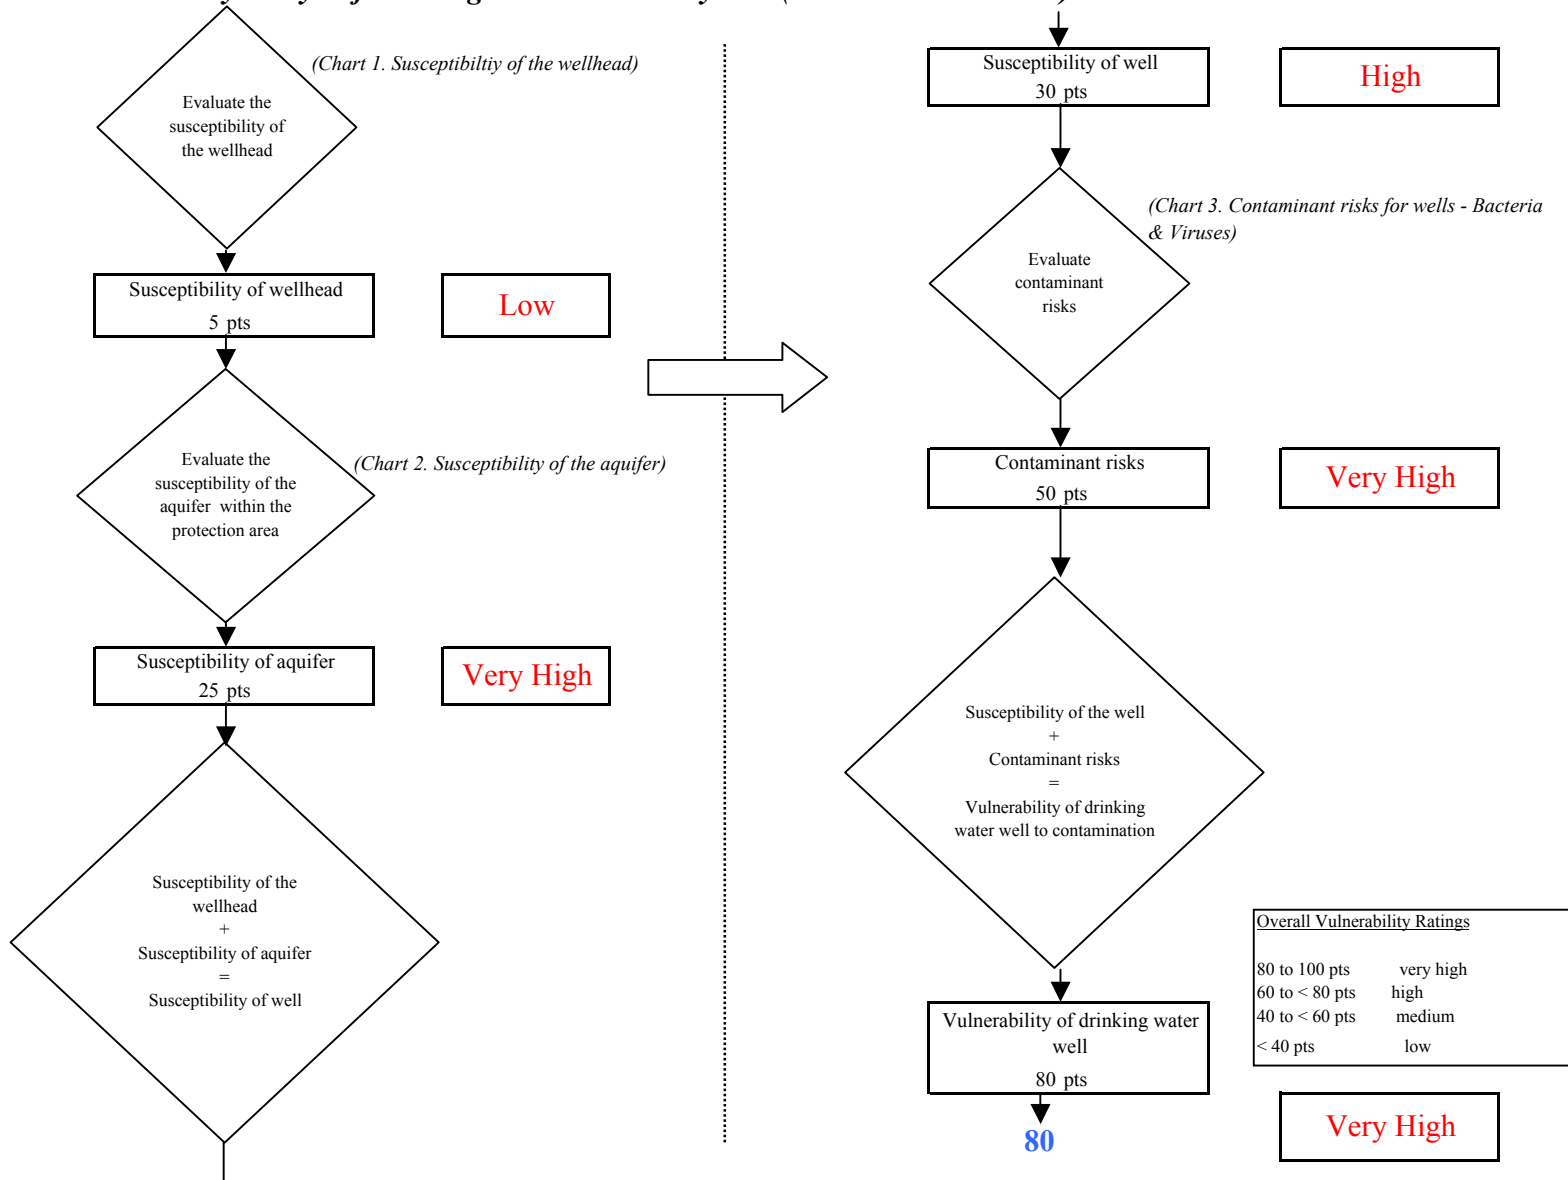 (Chart 1. Susceptibiltiy of the wellhead)
Evaluate the
susceptibility of
the wellhead
Susceptibility of wellhead
5 pts
Low
Evaluate the
susceptibility of the
aquifer within the
protection area
(Chart 2. Susceptibility of the aquifer)
Susceptibility of aquifer
25 pts
Very High
Susceptibility of the
wellhead
+
Susceptibility of aquifer
=
Susceptibility of well
Susceptibility of well
30 pts
High
(Chart 3. Contaminant risks for wells - Bacteria
& Viruses)
Evaluate
contaminant
risks
Contaminant risks
50 pts
Very High
Susceptibility of the well
+
Contaminant risks
=
Vulnerability of drinking
water well to contamination
Overall Vulnerability Ratings
80 to 100 pts very high
60 to < 80 pts high
40 to < 60 pts medium
< 40 pts low
Vulnerability of drinking water
well
80 pts
80
Very High